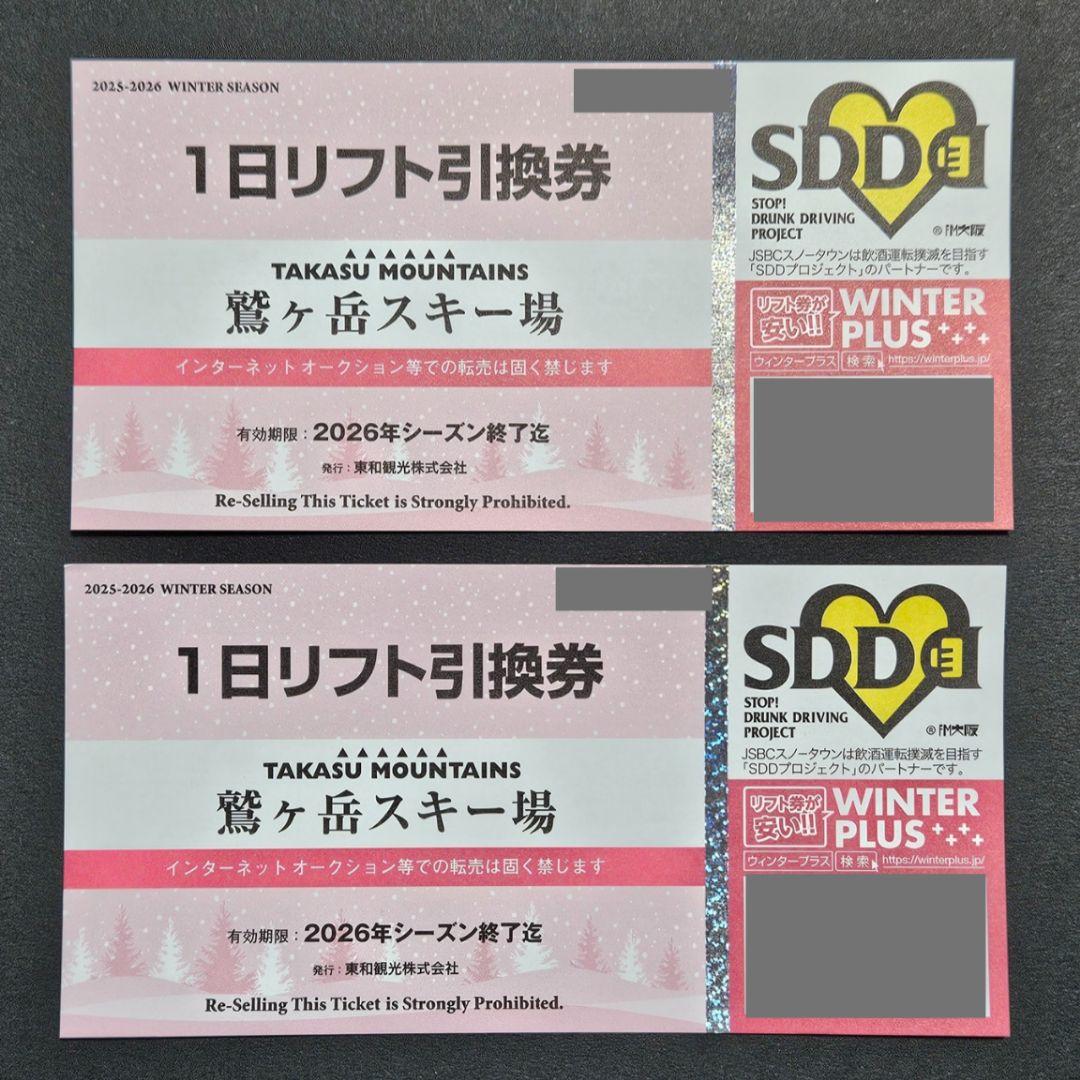 2025-2026 WINTER SEASON
1日リフト引換券
TAKASU MOUNTAINS
鷲ヶ岳スキー場
インターネットオークション等での転売は固く禁じます
有効期限：2026年シーズン終了迄
発行：東和観光株式会社
Re-Selling This Ticket is Strongly Prohibited.
SDDD
STOP!
DRUNK DRIVING
PROJECT
® FM大阪
JSBCスノータウンは飲酒運転撲滅を目指す
「SDDプロジェクト」のパートナーです。
リフト券が
安い!!
WINTER
PLUS
ウィンタープラス 検索 https://winterplus.jp/
2025-2026 WINTER SEASON
1日リフト引換券
TAKASU MOUNTAINS
鷲ヶ岳スキー場
インターネットオークション等での転売は固く禁じます
有効期限：2026年シーズン終了迄
発行：東和観光株式会社
Re-Selling This Ticket is Strongly Prohibited.
SDDD
STOP!
DRUNK DRIVING
PROJECT
® FM大阪
JSBCスノータウンは飲酒運転撲滅を目指す
「SDDプロジェクト」のパートナーです。
リフト券が
安い!!
WINTER
PLUS
ウィンタープラス 検索 https://winterplus.jp/